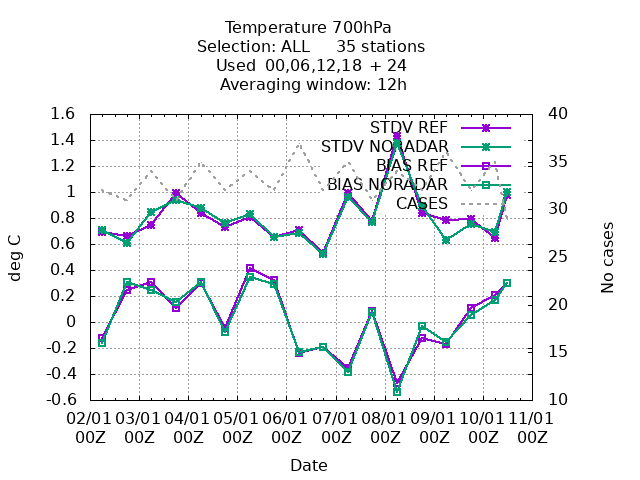 Temperature 700hPa
Selection: ALL 35 stations
Used 00,06,12,18 + 24
Averaging window: 12h
1.6
1.4
1.2
1
0.8
0.6
0.4
0.2
0
-0.2
-0.4
-0.6
40
35
30
25
20
15
10
STDV REF
STDV NORADAR
BIAS REF
BIAS NORADAR
CASES
deg C
No cases
02/01 03/01 04/01 05/01 06/01 07/01 08/01 09/01 10/01 11/01
00Z 00Z 00Z 00Z 00Z 00Z 00Z 00Z 00Z 00Z
Date